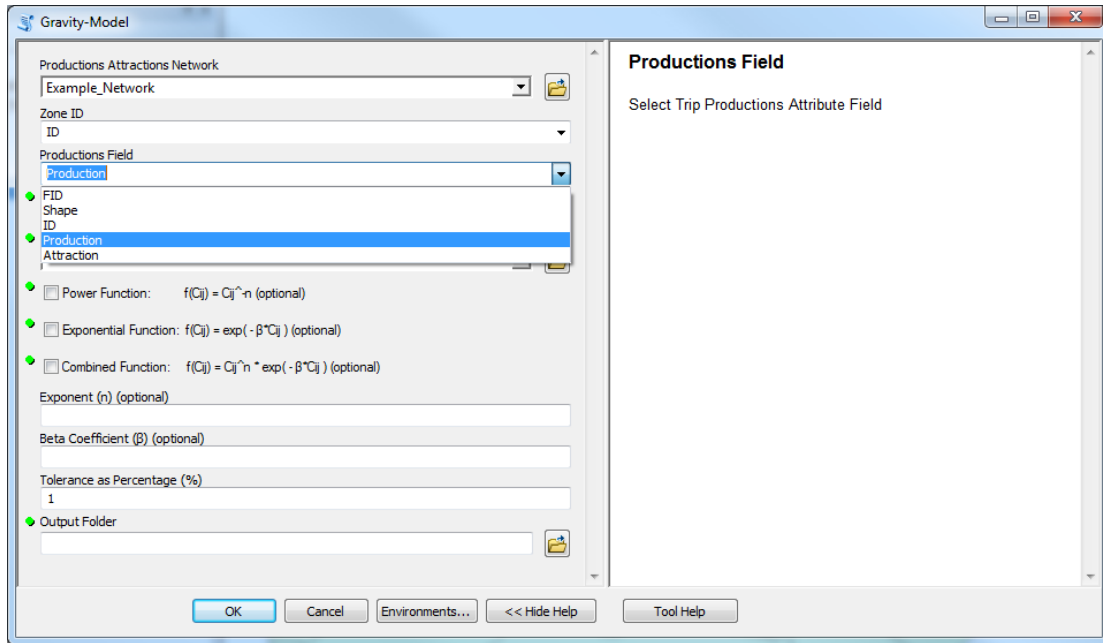 Gravity-Model
Productions Attractions Network
Example_Network
Zone ID
ID
Productions Field
Production
FID
Shape
ID
Production
Attraction
Power Function: f(Cij) = Cij^-n (optional)
Exponential Function: f(Cij) = exp( - β*Cij ) (optional)
Combined Function: f(Cij) = Cij^n * exp( - β*Cij ) (optional)
Exponent (n) (optional)
Beta Coefficient (β) (optional)
Tolerance as Percentage (%)
1
Output Folder
Productions Field
Select Trip Productions Attribute Field
OK Cancel Environments... << Hide Help Tool Help